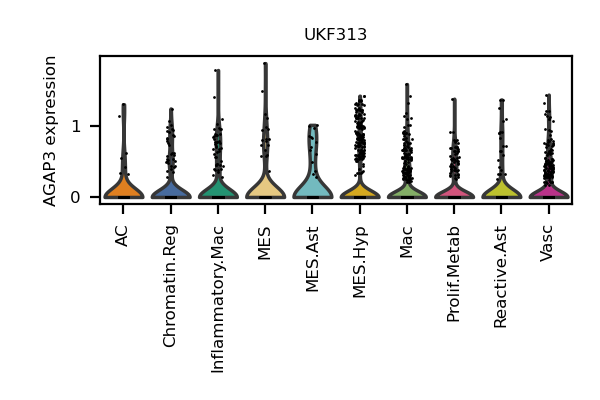 UKF313
AGAP3 expression
1
0
AC
Chromatin.Reg
Inflammatory.Mac
MES
MES.Ast
MES.Hyp
Mac
Prolif.Metab
Reactive.Ast
Vasc